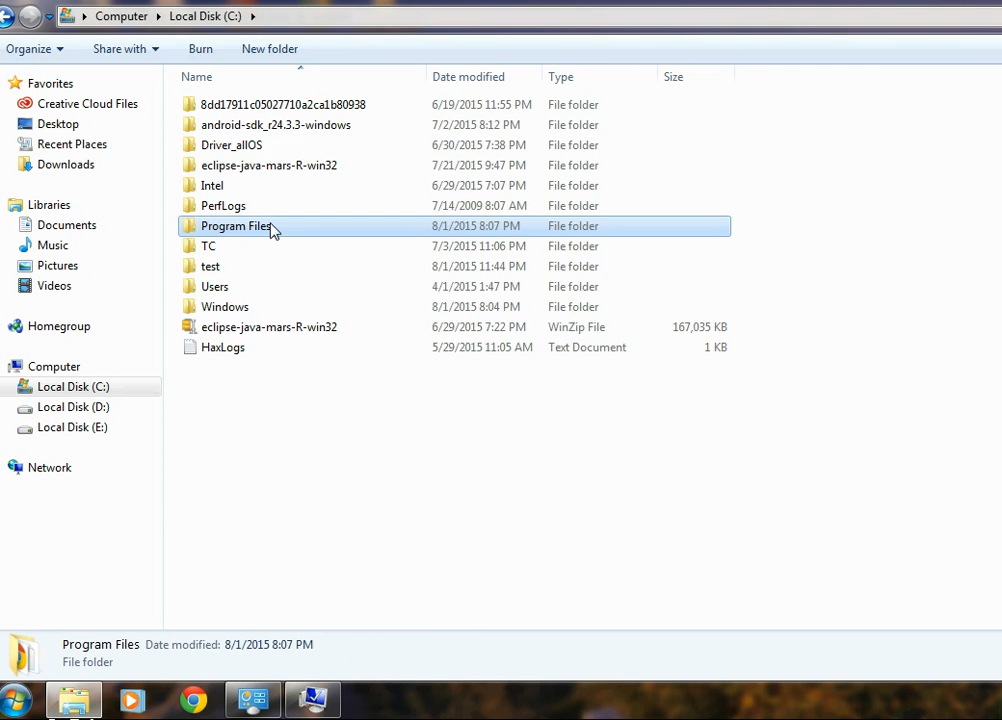 Computer Local Disk (C:)
Organize Share with Burn New folder
Name Date modified Type Size
Favorites
Creative Cloud Files
Desktop
Recent Places
Downloads
Libraries
Documents
Music
Pictures
Videos
Homegroup
Computer
Local Disk (C:)
Local Disk (D:)
Local Disk (E:)
Network
8dd17911c05027710a2ca1b80938 6/19/2015 11:55 PM File folder
android-sdk_r24.3.3-windows 7/2/2015 8:12 PM File folder
Driver_allOS 6/30/2015 7:38 PM File folder
eclipse-java-mars-R-win32 7/21/2015 9:47 PM File folder
Intel 6/29/2015 7:07 PM File folder
PerfLogs 7/14/2009 8:07 AM File folder
Program Files 8/1/2015 8:07 PM File folder
TC 7/3/2015 11:06 PM File folder
test 8/1/2015 11:44 PM File folder
Users 4/1/2015 1:47 PM File folder
Windows 8/1/2015 8:04 PM File folder
eclipse-java-mars-R-win32 6/29/2015 7:22 PM WinZip File 167,035 KB
HaxLogs 5/29/2015 11:05 AM Text Document 1 KB
Program Files Date modified: 8/1/2015 8:07 PM
File folder